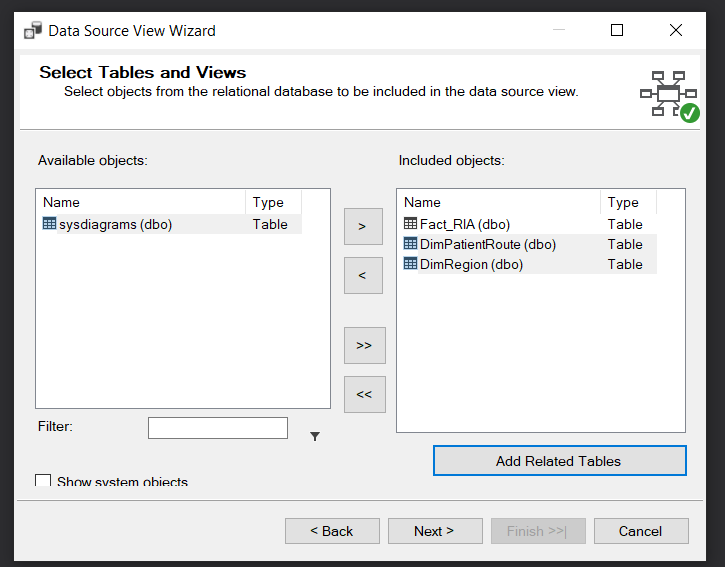 Data Source View Wizard
Select Tables and Views
Select objects from the relational database to be included in the data source view.
Available objects:
Name Type
sysdiagrams (dbo) Table
Filter:
Show system objects
>
<
>>
<<
Included objects:
Name Type
Fact_RIA (dbo) Table
DimPatientRoute (dbo) Table
DimRegion (dbo) Table
Add Related Tables
< Back Next > Finish >>| Cancel